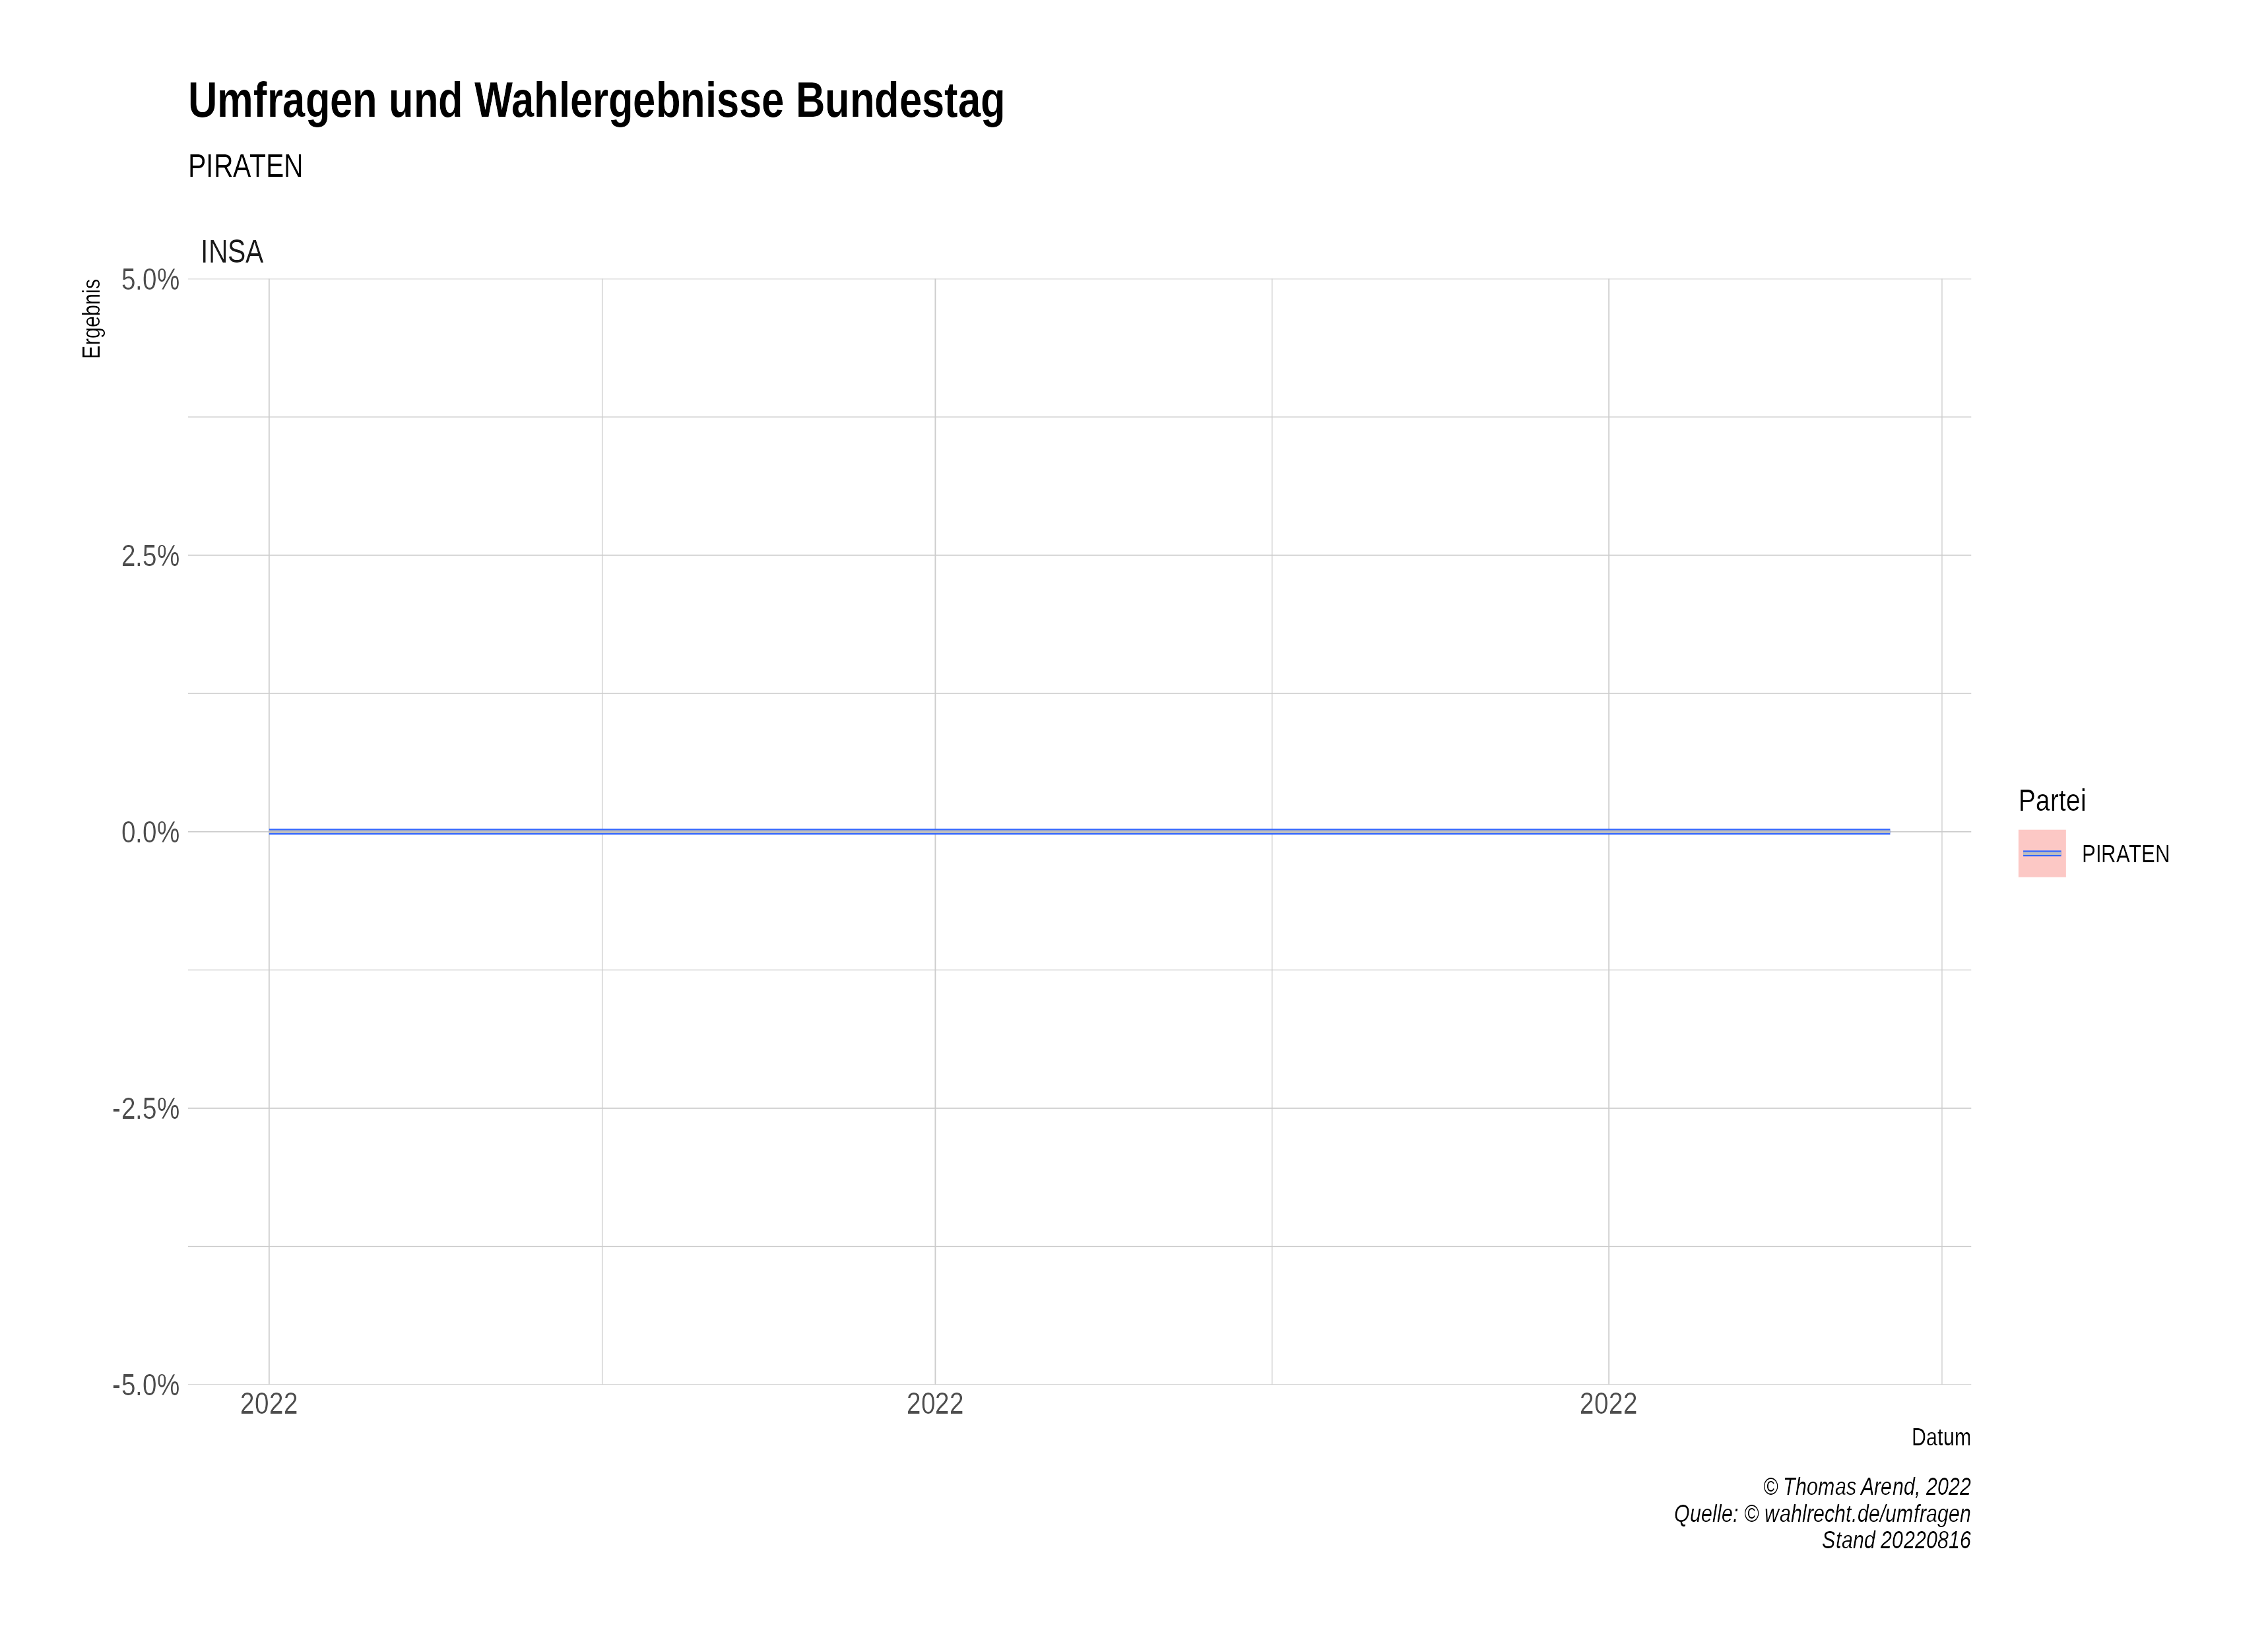 Umfragen und Wahlergebnisse Bundestag
PIRATEN
INSA
Ergebnis
5.0%
2.5%
0.0%
-2.5%
-5.0%
2022
2022
2022
Datum
Partei
PIRATEN
© Thomas Arend, 2022
Quelle: © wahlrecht.de/umfragen
Stand 20220816